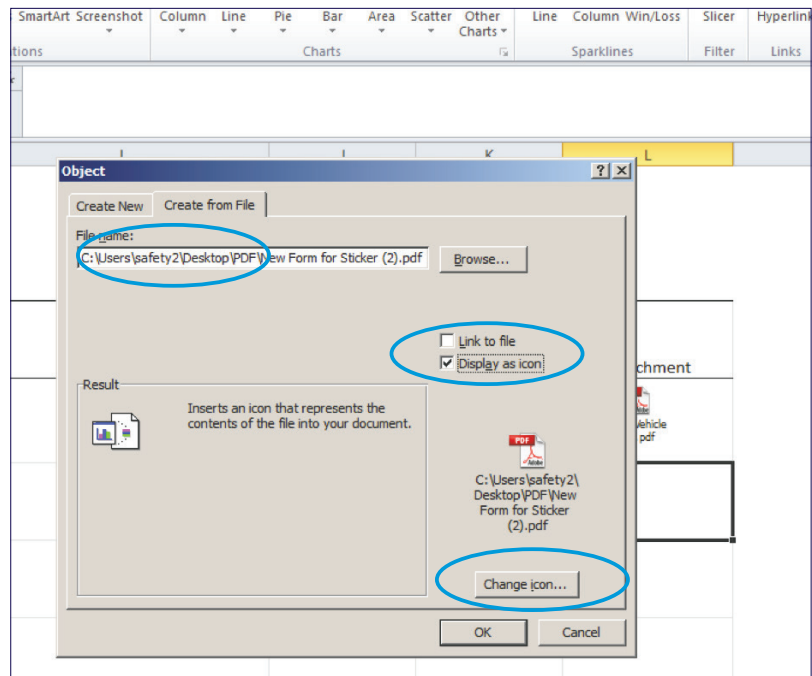 SmartArt Screenshot Column Line Pie Bar Area Scatter Other Charts Line Column Win/Loss Slicer Hyperlink
Charts Sparklines Filter Links
L
Object
Create New Create from File
File name:
C:\Users\safety2\Desktop\PDF\New Form for Sticker (2).pdf Browse...
Link to file
Display as icon
chment
Result
Inserts an icon that represents the
contents of the file into your document.
PDF
Adobe
Vehicle
pdf
C:\Users\safety2\
Desktop\PDF\New
Form for Sticker
(2).pdf
Change icon...
OK Cancel